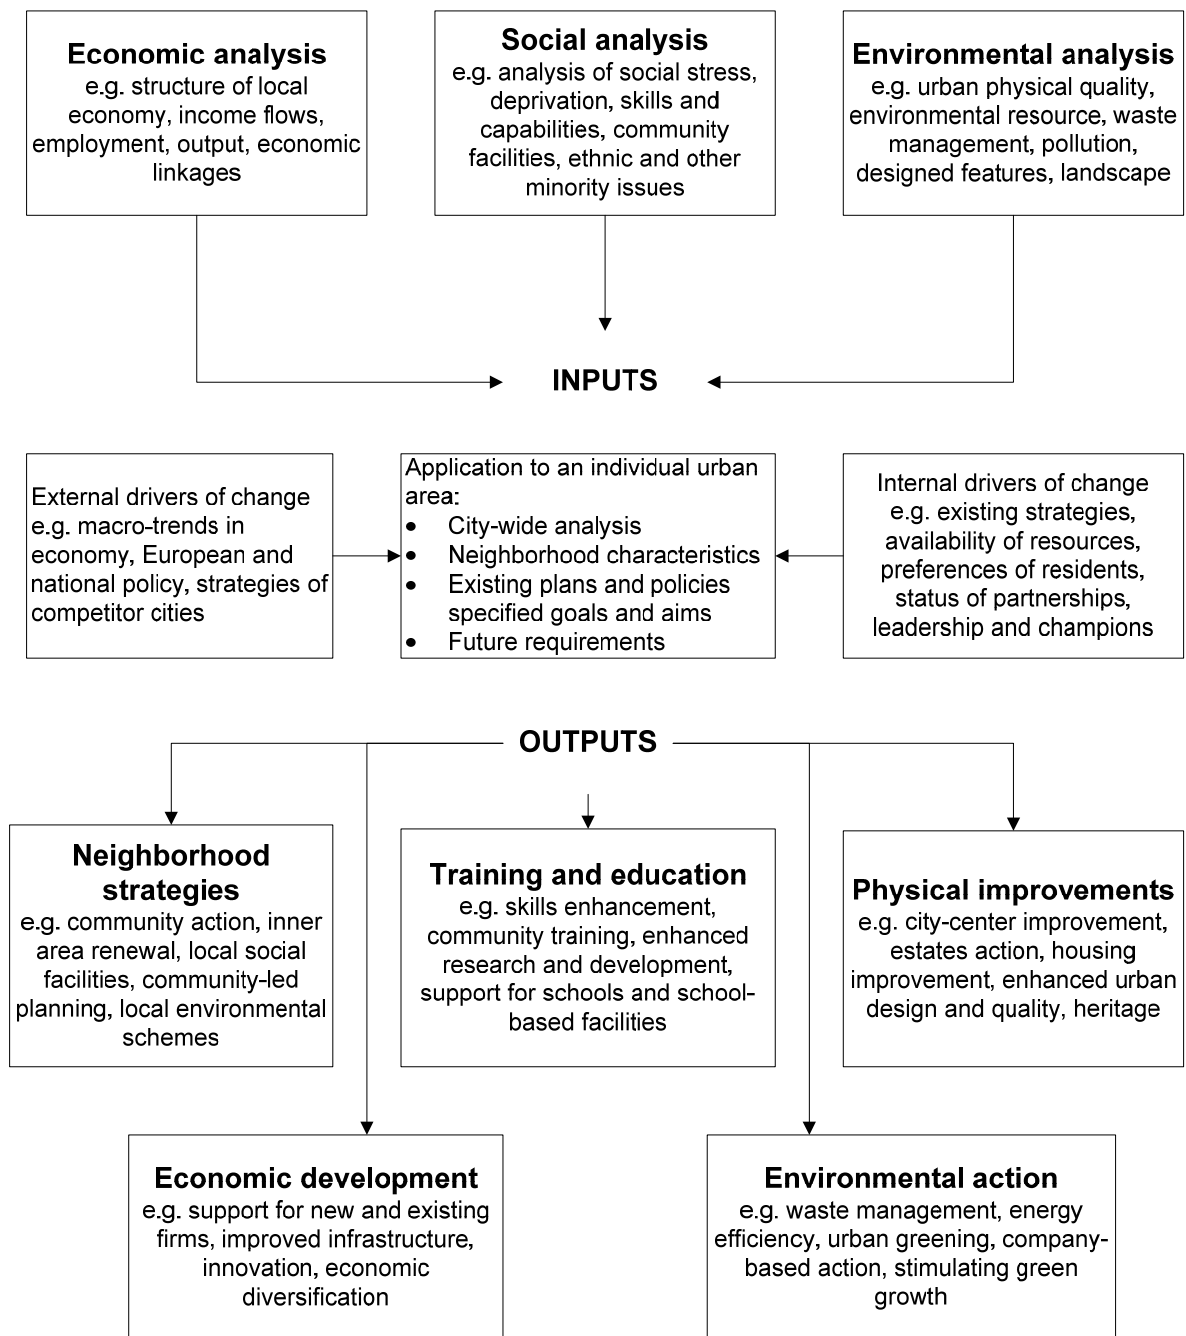 Economic analysis
e.g. structure of local
economy, income flows,
employment, output, economic
linkages
Social analysis
e.g. analysis of social stress,
deprivation, skills and
capabilities, community
facilities, ethnic and other
minority issues
Environmental analysis
e.g. urban physical quality,
environmental resource, waste
management, pollution,
designed features, landscape
INPUTS
External drivers of change
e.g. macro-trends in
economy, European and
national policy, strategies of
competitor cities
Application to an individual urban
area:
• City-wide analysis
• Neighborhood characteristics
• Existing plans and policies
specified goals and aims
• Future requirements
Internal drivers of change
e.g. existing strategies,
availability of resources,
preferences of residents,
status of partnerships,
leadership and champions
OUTPUTS
Neighborhood
strategies
e.g. community action, inner
area renewal, local social
facilities, community-led
planning, local environmental
schemes
Training and education
e.g. skills enhancement,
community training, enhanced
research and development,
support for schools and school-
based facilities
Physical improvements
e.g. city-center improvement,
estates action, housing
improvement, enhanced urban
design and quality, heritage
Economic development
e.g. support for new and existing
firms, improved infrastructure,
innovation, economic
diversification
Environmental action
e.g. waste management, energy
efficiency, urban greening, company-
based action, stimulating green
growth